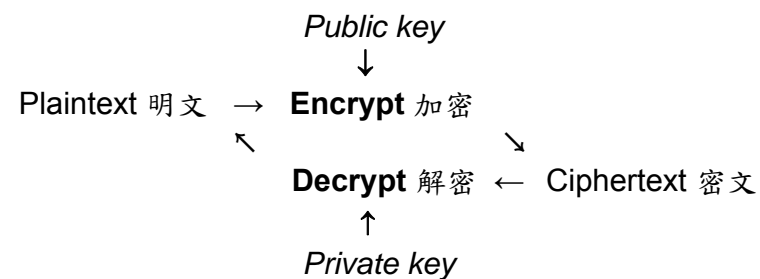 Public key
↓
Plaintext 明文 → Encrypt 加密
↖ ↘
Decrypt 解密 ← Ciphertext 密文
↑
Private key